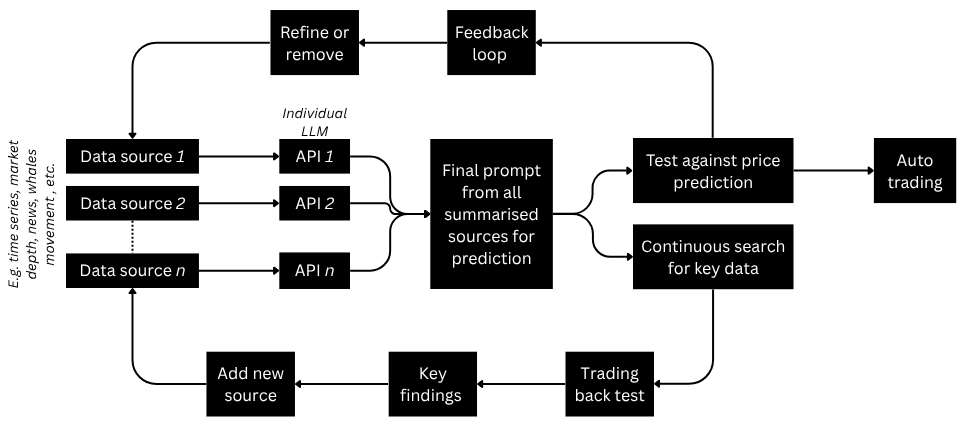 Refine or
remove
Feedback
loop
Individual
LLM
E.g. time series, market
depth, news, whales
movement, etc.
Data source 1
API 1
Data source 2
API 2
Data source n
API n
Final prompt
from all
summarised
sources for
prediction
Test against price
prediction
Auto
trading
Continuous search
for key data
Add new
source
Key
findings
Trading
back test